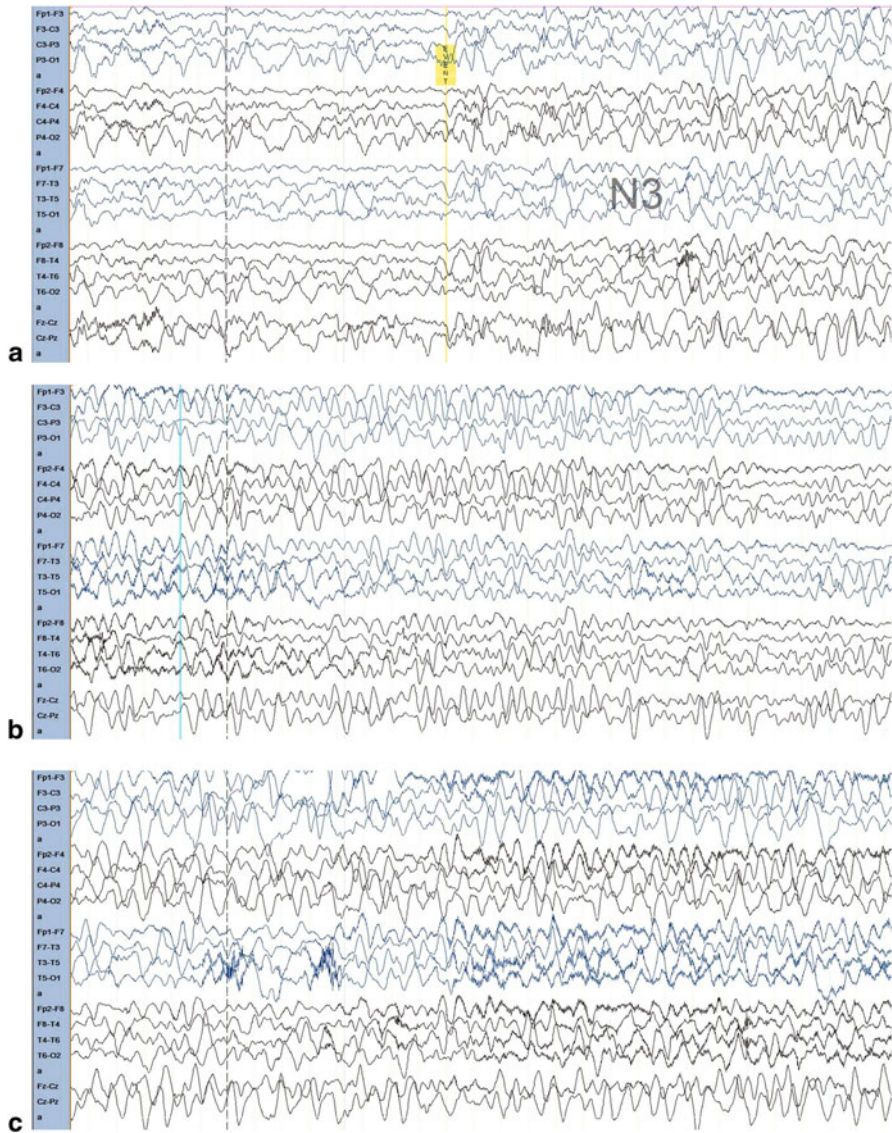 Fp1-F3
F3-C3
C3-P3
P3-O1
a
Fp2-F4
F4-C4
C4-P4
P4-O2
a
Fp1-F7
F7-T3
T3-T5
T5-O1
a
Fp2-F8
F8-T4
T4-T6
T6-O2
a
Fz-Cz
Cz-Pz
a
EVENT
N3
a
Fp1-F3
F3-C3
C3-P3
P3-O1
a
Fp2-F4
F4-C4
C4-P4
P4-O2
a
Fp1-F7
F7-T3
T3-T5
T5-O1
a
Fp2-F8
F8-T4
T4-T6
T6-O2
a
Fz-Cz
Cz-Pz
a
b
Fp1-F3
F3-C3
C3-P3
P3-O1
a
Fp2-F4
F4-C4
C4-P4
P4-O2
a
Fp1-F7
F7-T3
T3-T5
T5-O1
a
Fp2-F8
F8-T4
T4-T6
T6-O2
a
Fz-Cz
Cz-Pz
a
c